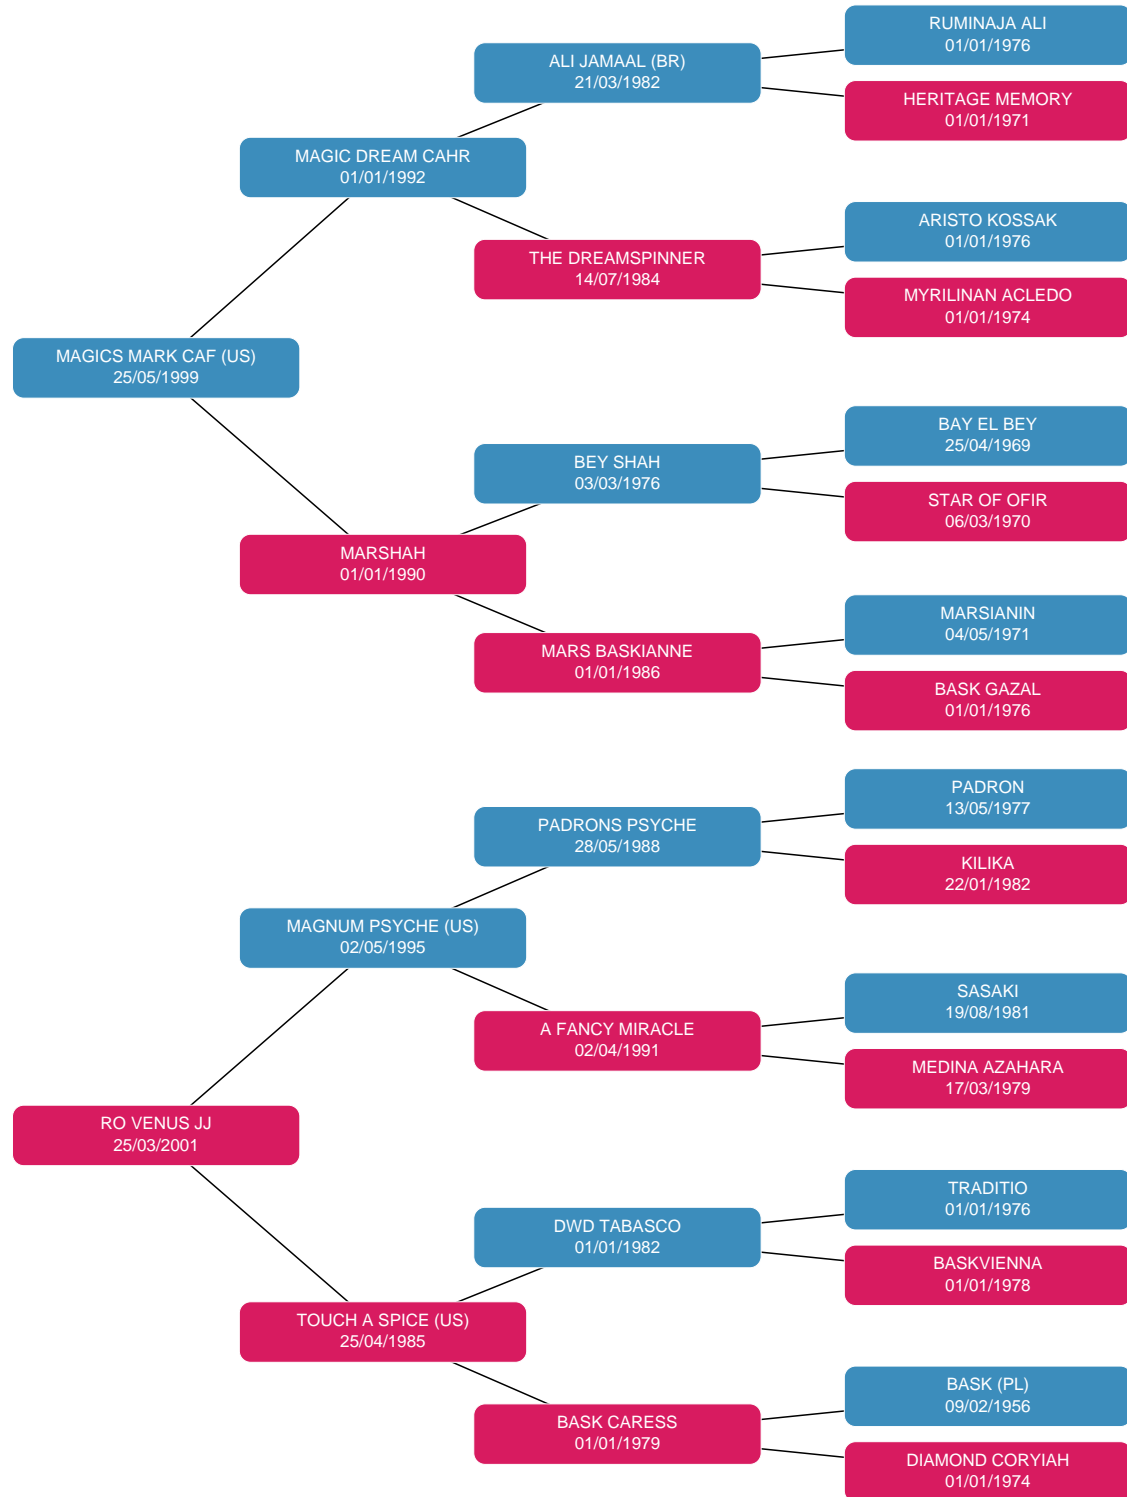 RUMINAJA ALI
01/01/1976
ALI JAMAAL (BR)
21/03/1982
HERITAGE MEMORY
01/01/1971
MAGIC DREAM CAHR
01/01/1992
ARISTO KOSSAK
01/01/1976
THE DREAMSPINNER
14/07/1984
MYRILINAN ACLEDO
01/01/1974
MAGICS MARK CAF (US)
25/05/1999
BAY EL BEY
25/04/1969
BEY SHAH
03/03/1976
STAR OF OFIR
06/03/1970
MARSHAH
01/01/1990
MARSIANIN
04/05/1971
MARS BASKIANNE
01/01/1986
BASK GAZAL
01/01/1976
PADRON
13/05/1977
PADRONS PSYCHE
28/05/1988
KILIKA
22/01/1982
MAGNUM PSYCHE (US)
02/05/1995
SASAKI
19/08/1981
A FANCY MIRACLE
02/04/1991
MEDINA AZAHARA
17/03/1979
RO VENUS JJ
25/03/2001
TRADITIO
01/01/1976
DWD TABASCO
01/01/1982
BASKVIENNA
01/01/1978
TOUCH A SPICE (US)
25/04/1985
BASK (PL)
09/02/1956
BASK CARESS
01/01/1979
DIAMOND CORYIAH
01/01/1974